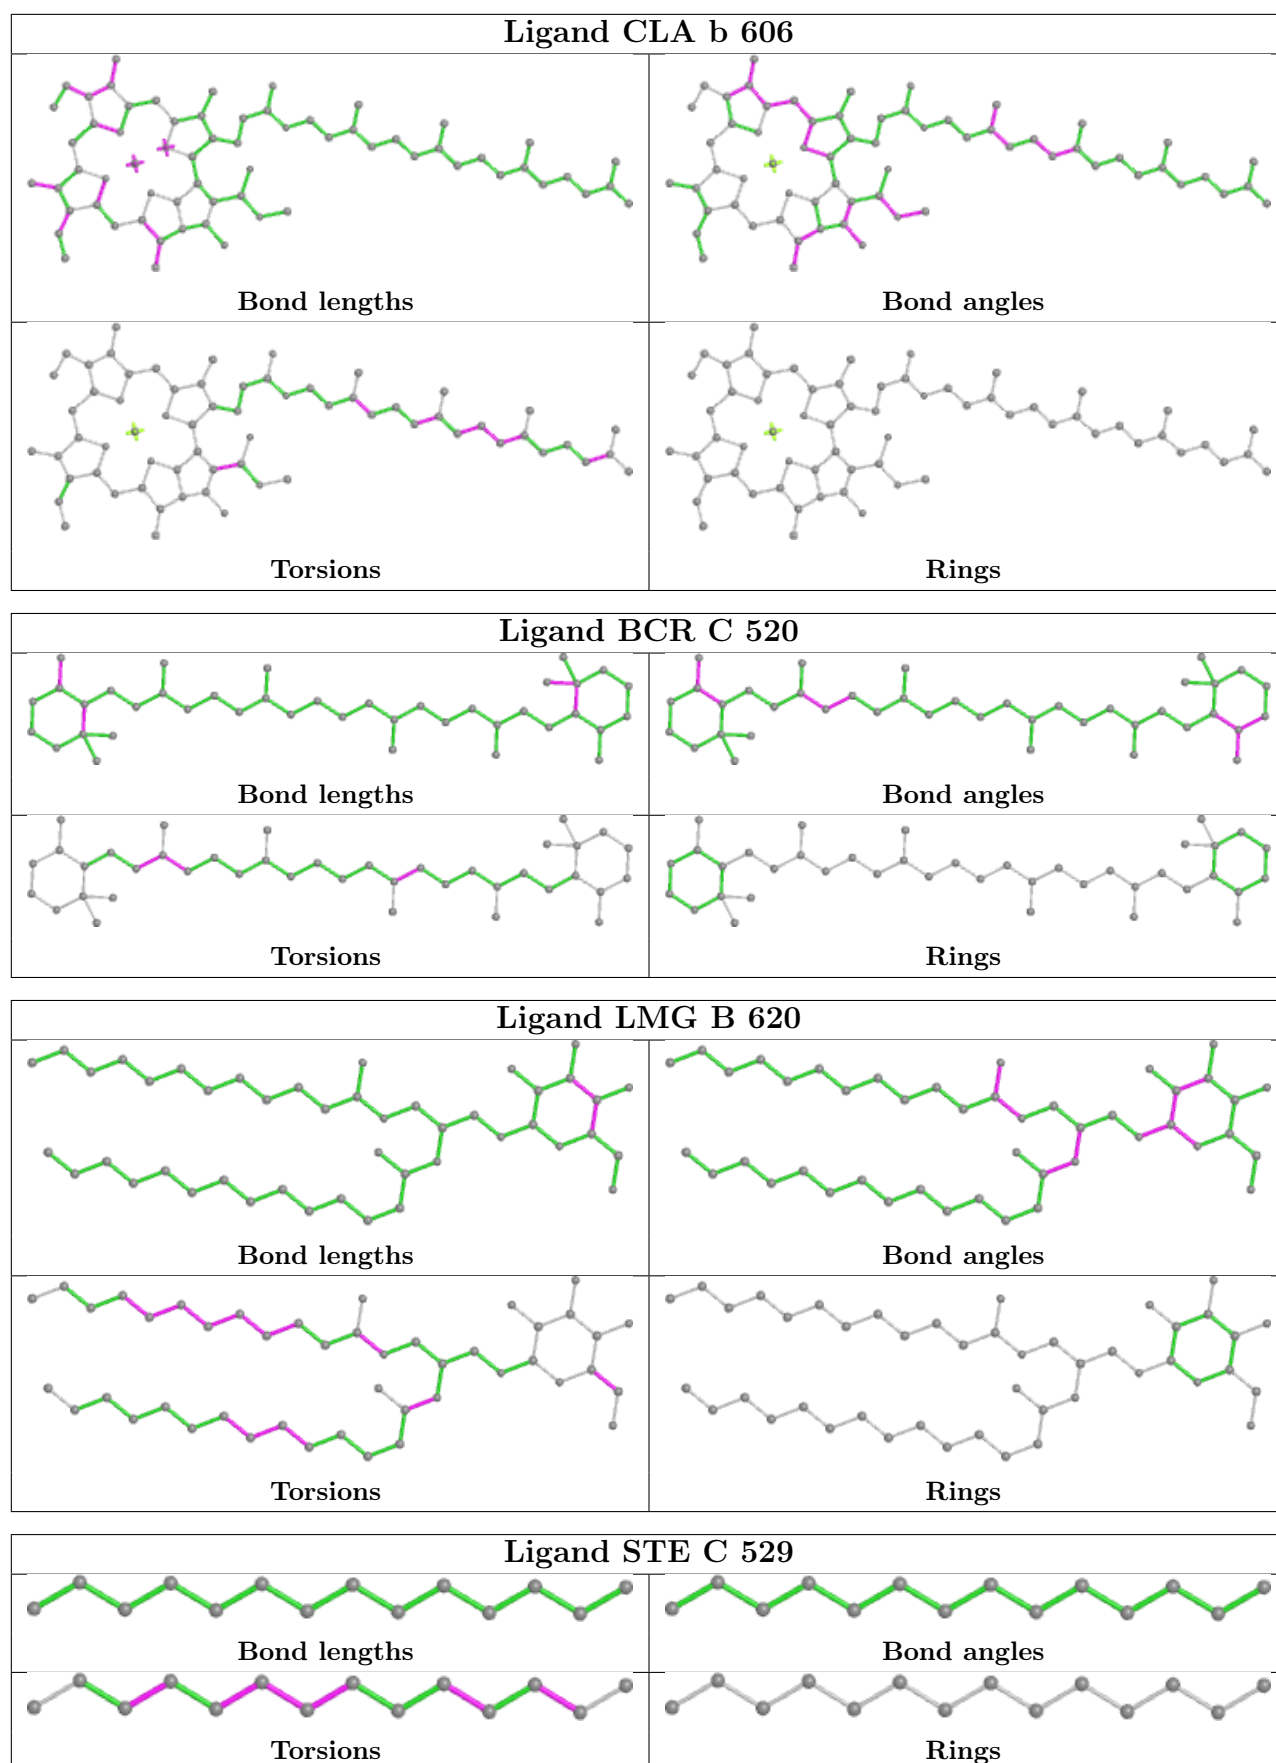 Ligand CLA b 606
Bond lengths
Bond angles
Torsions
Rings
Ligand BCR C 520
Bond lengths
Bond angles
Torsions
Rings
Ligand LMG B 620
Bond lengths
Bond angles
Torsions
Rings
Ligand STE C 529
Bond lengths
Bond angles
Torsions
Rings